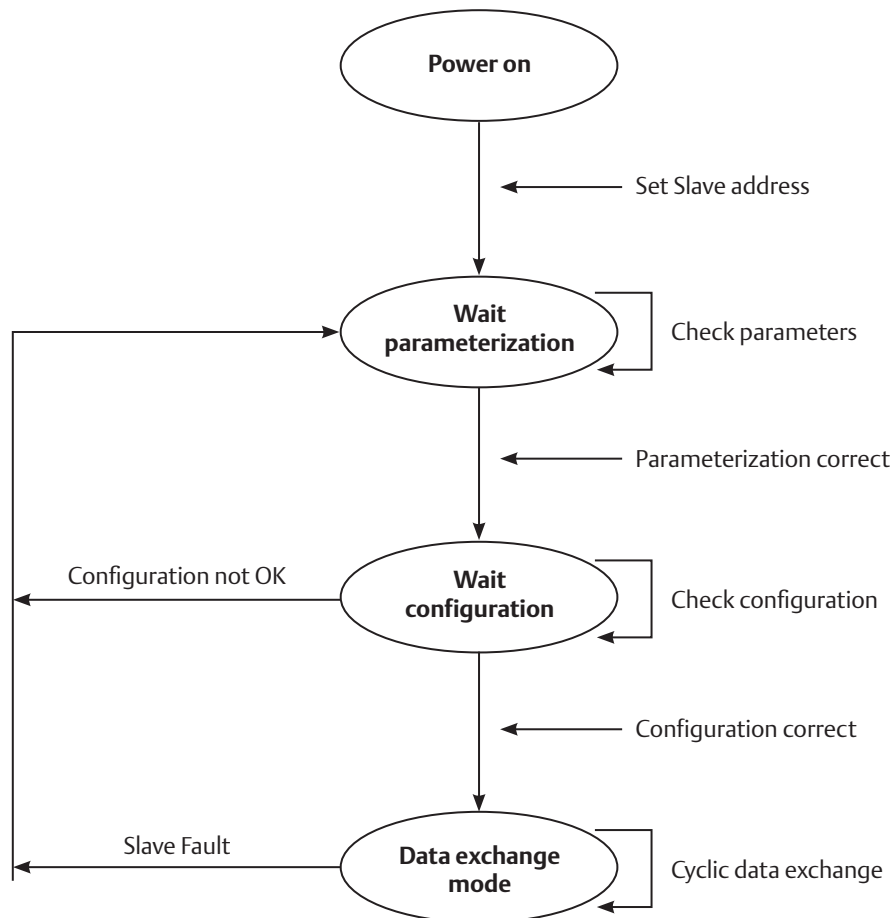 Power on
Set Slave address
Wait
parameterization
Check parameters
Parameterization correct
Configuration not OK
Wait
configuration
Check configuration
Configuration correct
Slave Fault
Data exchange
mode
Cyclic data exchange